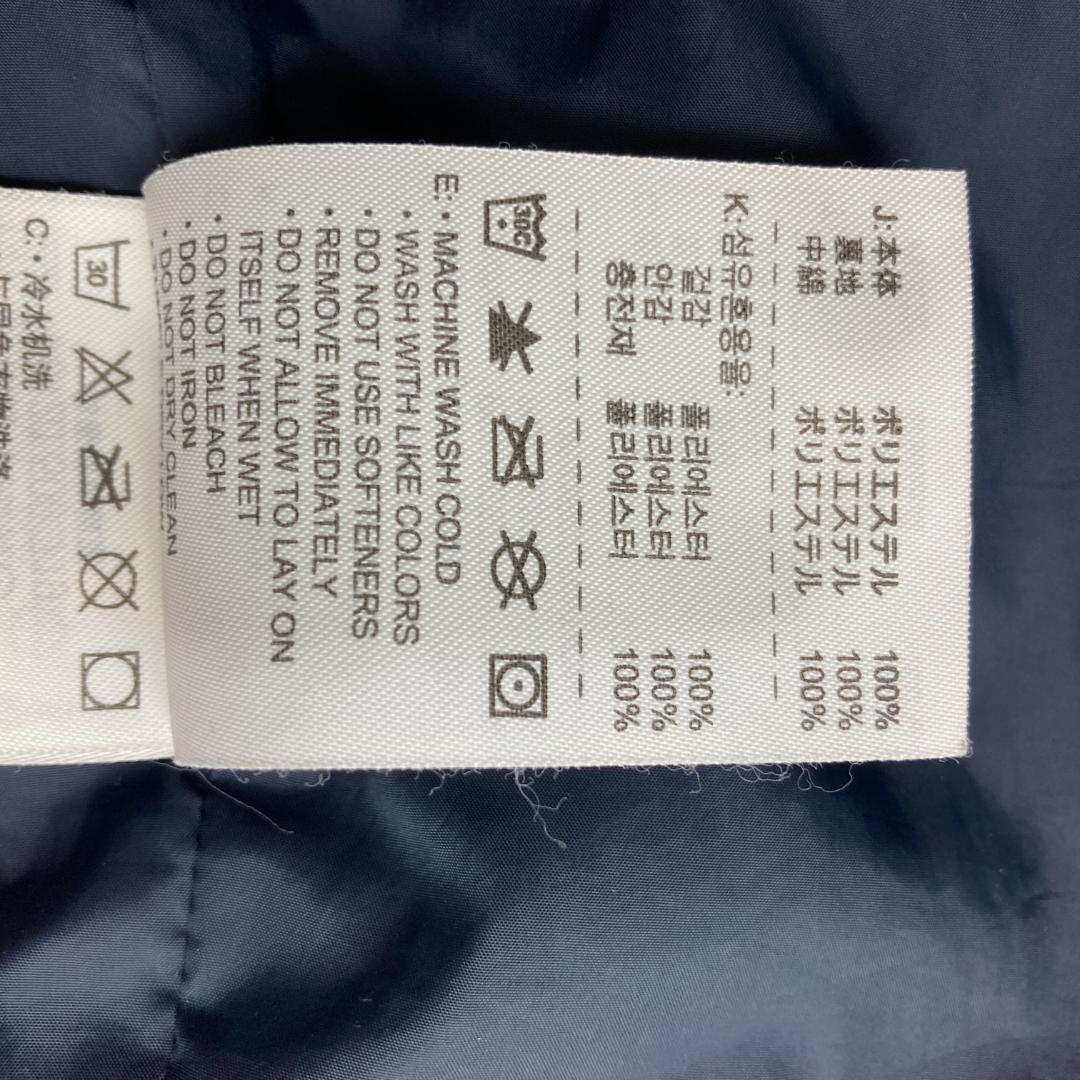 J:本体 ポリエステル 100%
裏地 ポリエステル 100%
中綿 ポリエステル 100%
K:섬유혼용율:
겉감 폴리에스터 100%
안감 폴리에스터 100%
충전재 폴리에스터 100%
30C
E: • MACHINE WASH COLD
• WASH WITH LIKE COLORS
• DO NOT USE SOFTENERS
• REMOVE IMMEDIATELY
• DO NOT ALLOW TO LAY ON
ITSELF WHEN WET
• DO NOT BLEACH
• DO NOT IRON
• DO NOT DRY CLEAN
30
C: • 冷水机洗